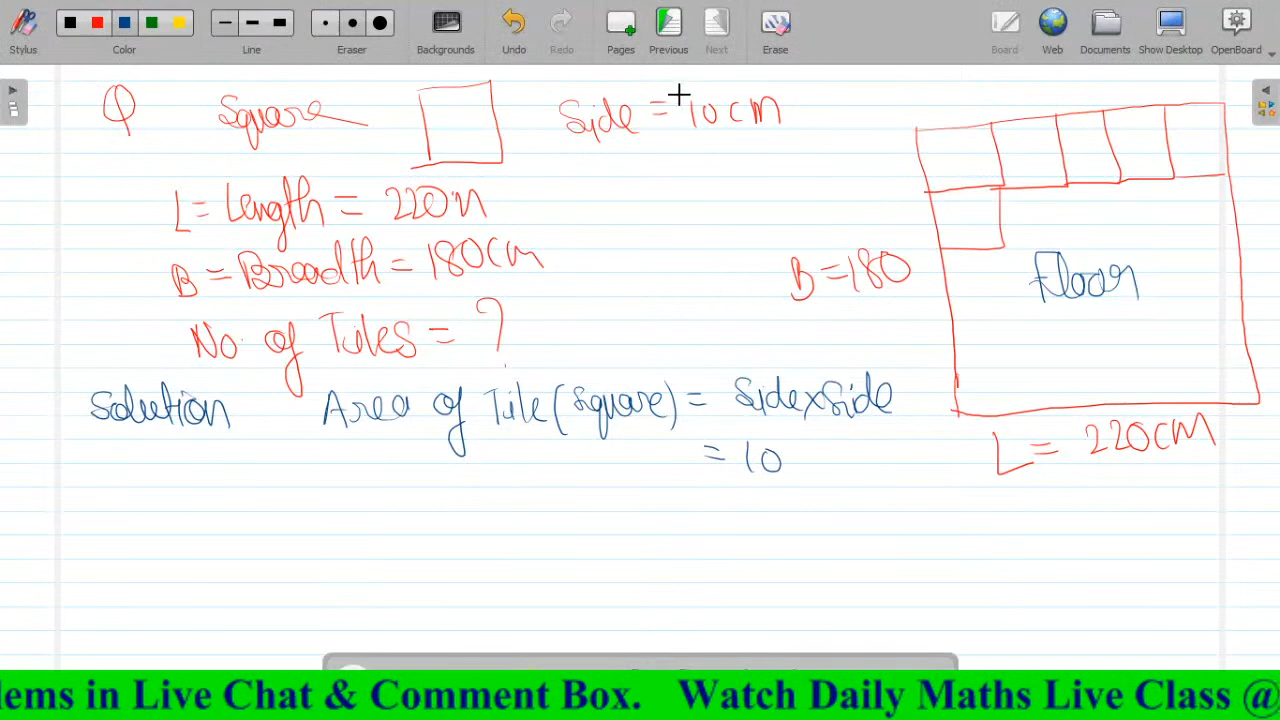 Stylus Color Line Eraser Backgrounds Undo Redo Pages Previous Next Erase Board Web Documents Show Desktop OpenBoard
Q Square Side = 10 cm
L = Length = 220 m
B = Breadth = 180 cm
No. of Tiles = ?
B = 180
Floor
L = 220 cm
Solution Area of Tile (square) = Side x Side
= 10
lems in Live Chat & Comment Box. Watch Daily Maths Live Class @